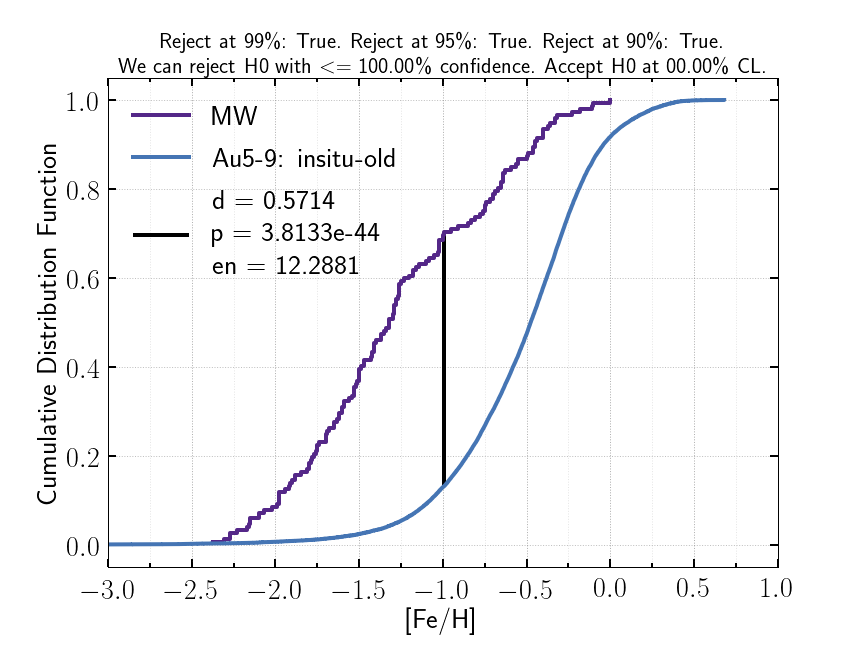 Reject at 99%: True. Reject at 95%: True. Reject at 90%: True.
We can reject H0 with <= 100.00% confidence. Accept H0 at 00.00% CL.
MW
Au5-9: insitu-old
d = 0.5714
p = 3.8133e-44
en = 12.2881
Cumulative Distribution Function
1.0
0.8
0.6
0.4
0.2
0.0
−3.0 −2.5 −2.0 −1.5 −1.0 −0.5 0.0 0.5 1.0
[Fe/H]